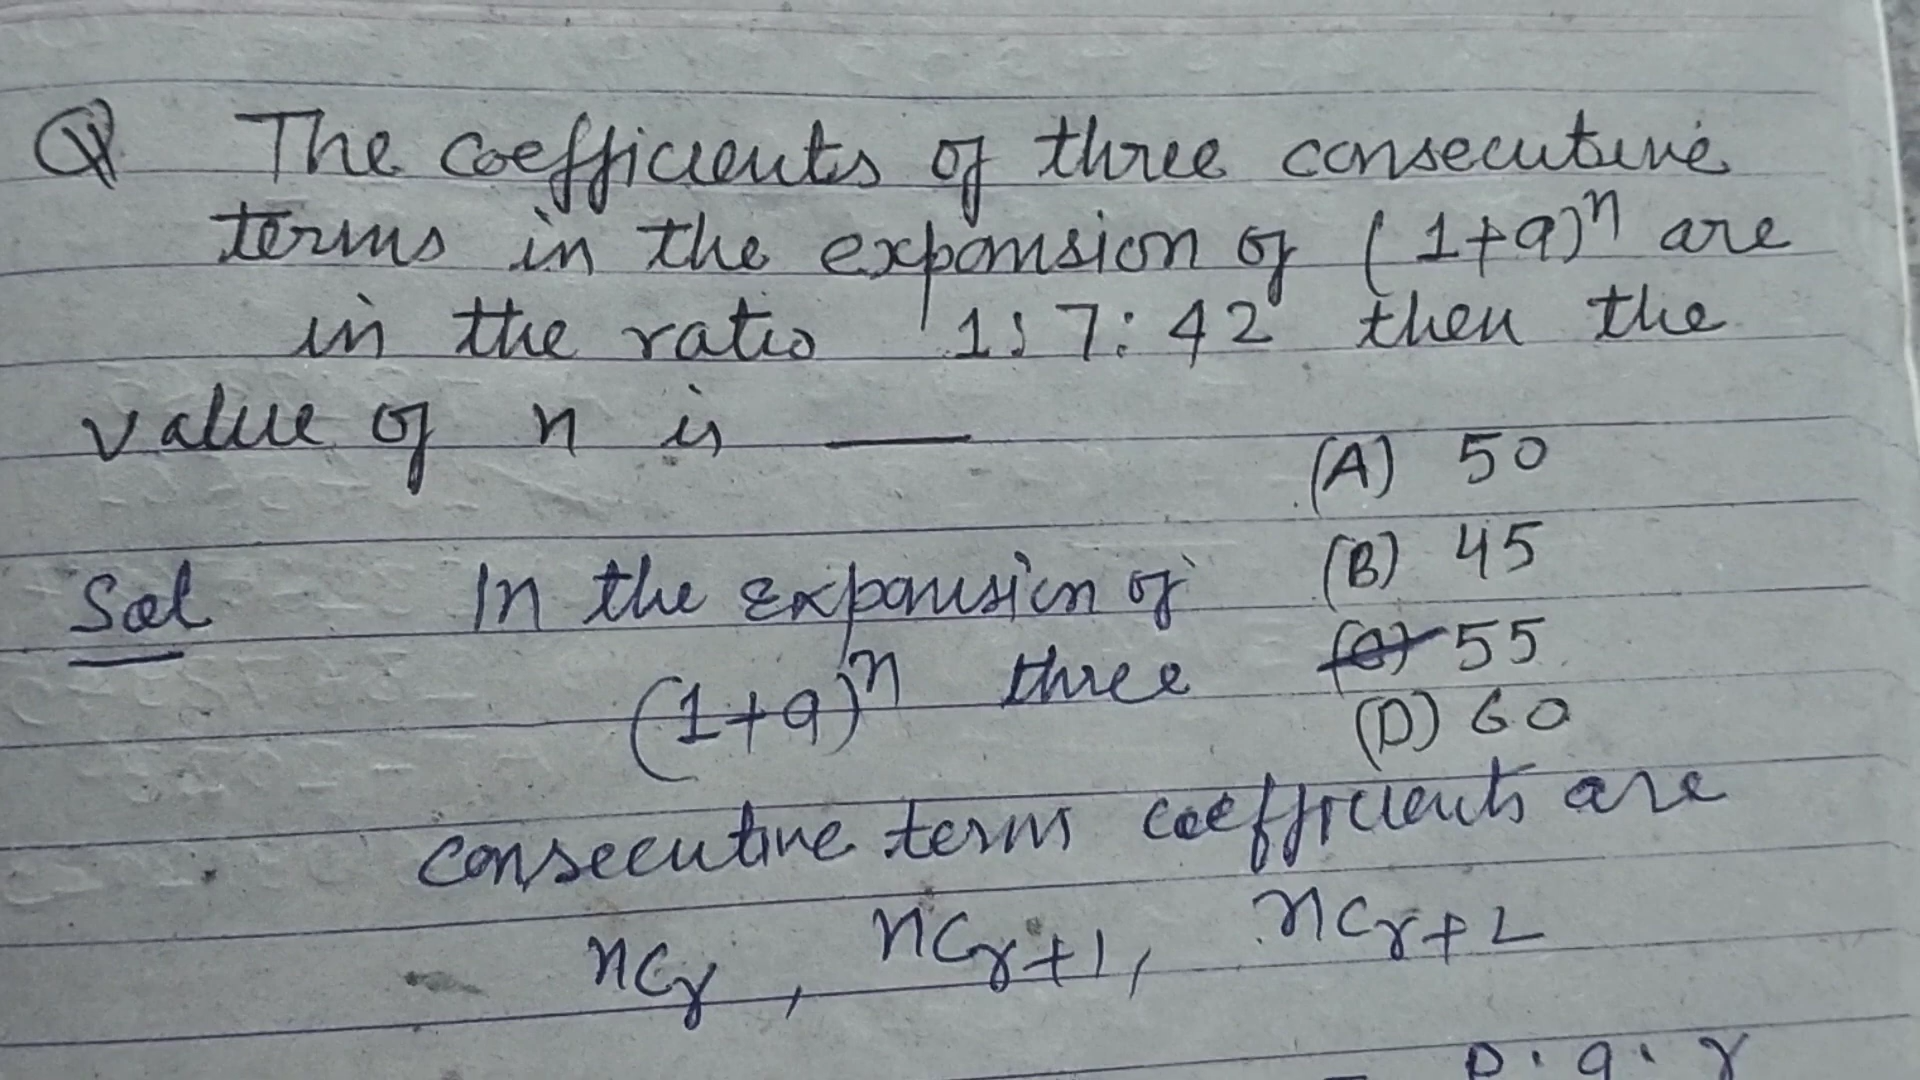 Q The coefficients of three consecutive
terms in the expansion of (1+a)ⁿ are
in the ratio 1:7:42 then the
value of n is ___
(A) 50
(B) 45
(C) 55
(D) 60
Sol In the expansion of
(1+a)ⁿ three
consecutive terms coefficients are
nCr, nCr+1, nCr+2
= p:q:r